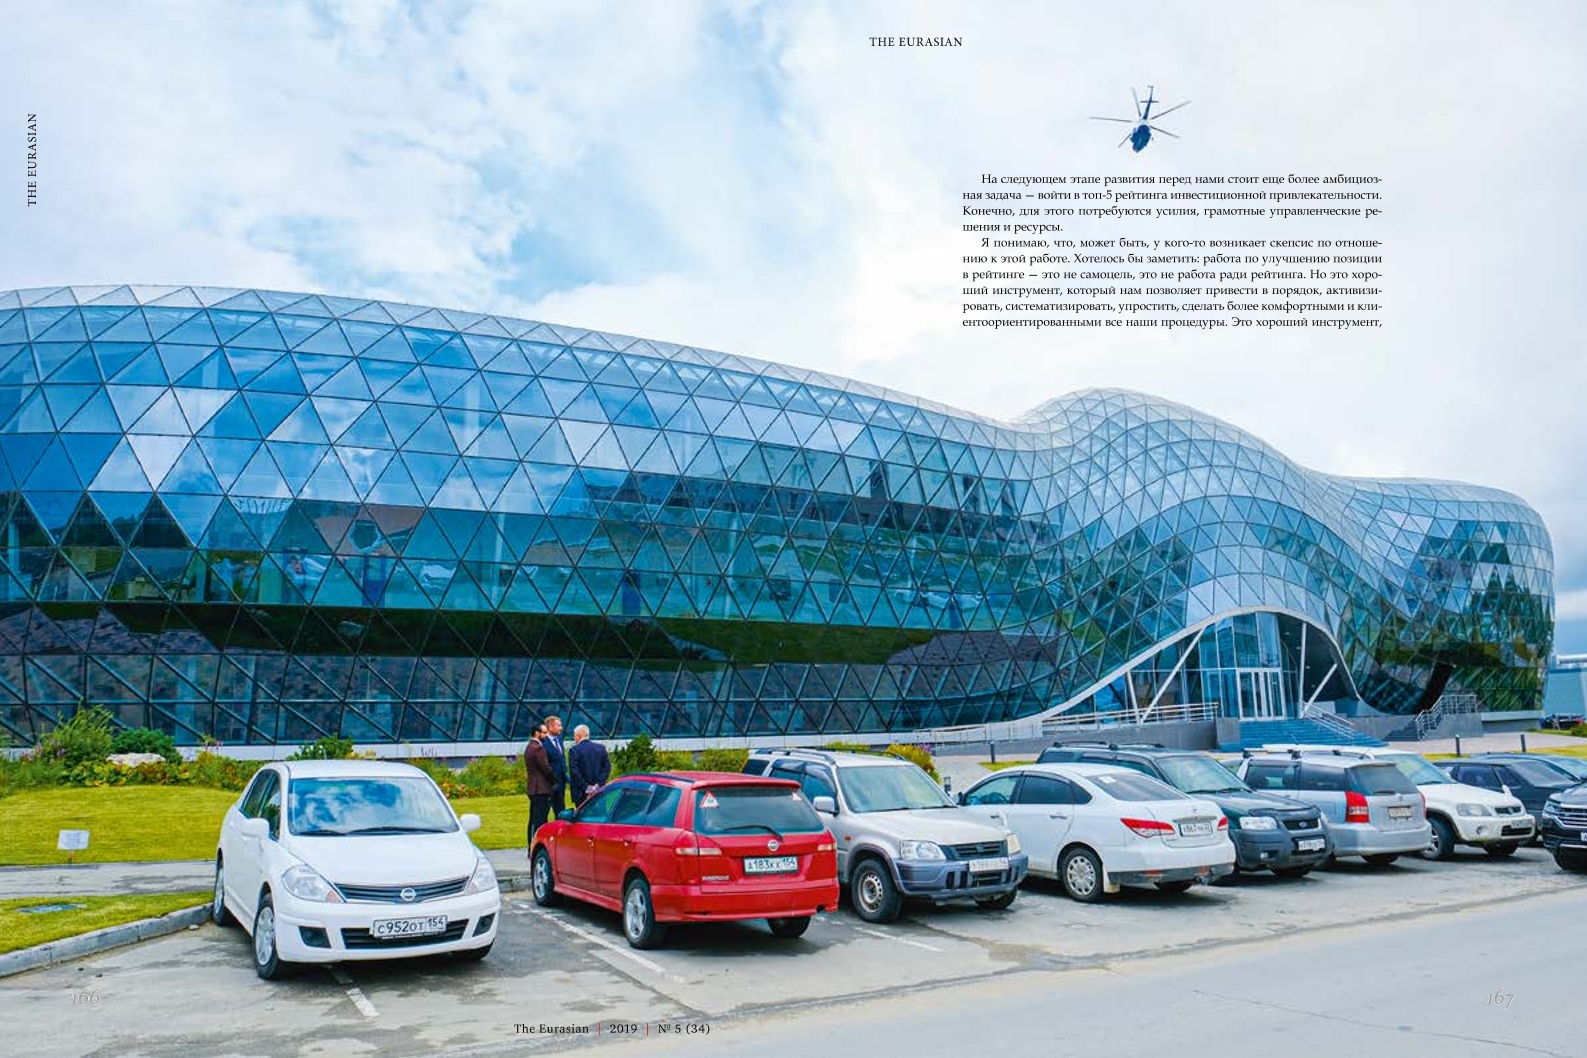 THE EURASIAN
THE EURASIAN
На следующем этапе развития перед нами стоит еще более амбициоз-
ная задача — войти в топ-5 рейтинга инвестиционной привлекательности.
Конечно, для этого потребуются усилия, грамотные управленческие ре-
шения и ресурсы.
Я понимаю, что, может быть, у кого-то возникает скепсис по отноше-
нию к этой работе. Хотелось бы заметить: работа по улучшению позиции
в рейтинге — это не самоцель, это не работа ради рейтинга. Но это хоро-
ший инструмент, который нам позволяет привести в порядок, активизи-
ровать, систематизировать, упростить, сделать более комфортными и кли-
ентоориентированными все наши процедуры. Это хороший инструмент,
А183КХ 154
С952ОТ 154
166
167
The Eurasian | 2019 | № 5 (34)